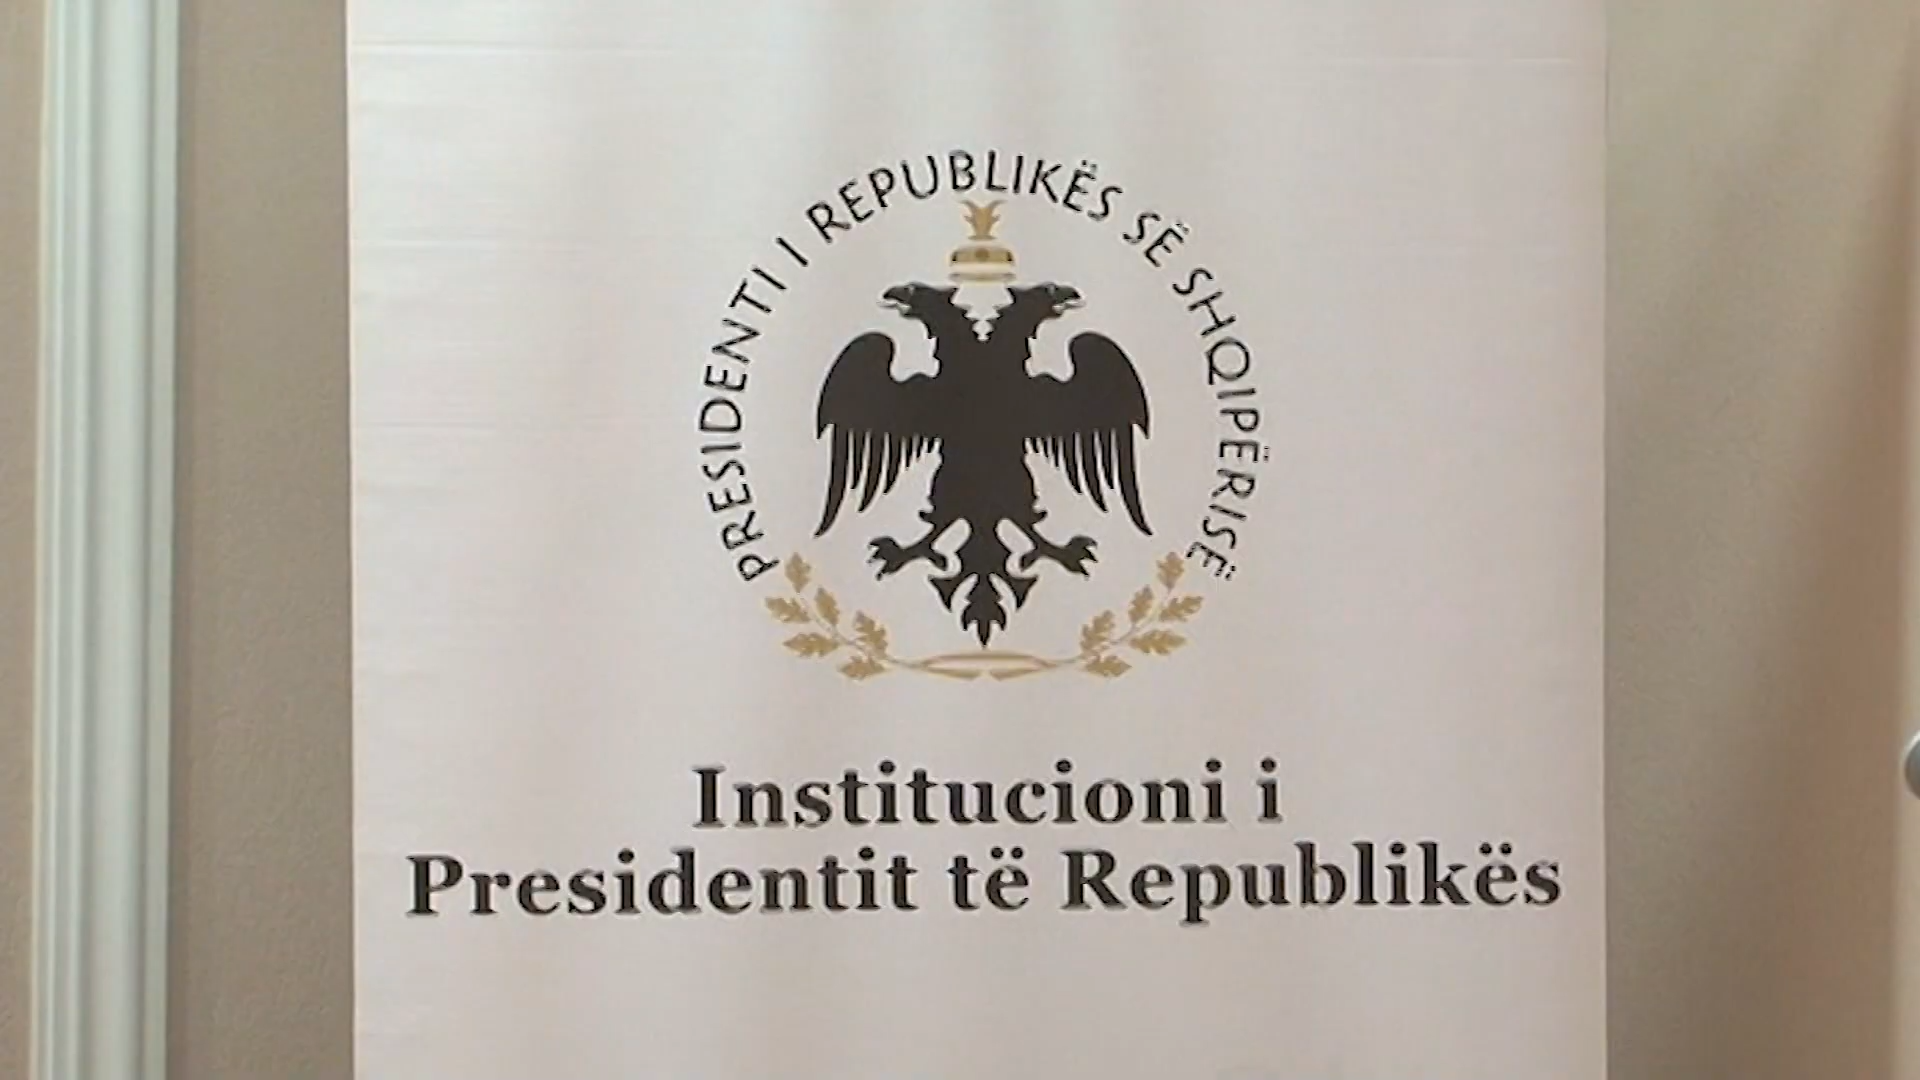 PRESIDENTI I REPUBLIKËS SË SHQIPËRISË
Institucioni i
Presidentit të Republikës